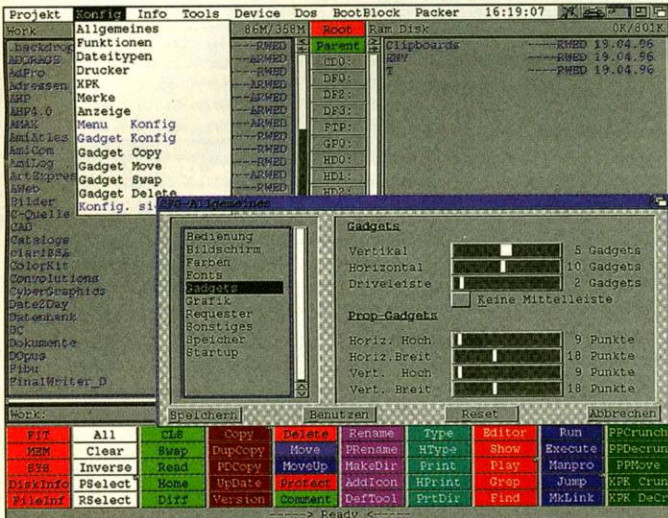 Projekt Konfig Info Tools Device Dos BootBlock Packer 16:19:07
Work 86M/358M Root Ram Disk 0K/801K
Allgemeines
Funktionen
Dateitypen
Drucker
XPK
Merke
Anzeige
Menu Konfig
Gadget Konfig
Gadget Copy
Gadget Move
Gadget Swap
Gadget Delete
Konfig. si
.backdrop
ADORAGE
AdPro
Adressen
AHP
AHP4.0
AMAX
AmiAtlas
AmiCom
AmiLog
ArtExpres
AWeb
Bilder
C-Quelle
CAD
Catalogs
clariSSA
ColorKit
Convolutions
CyberGraphics
Date2Day
Datenbank
DC
Dokumente
DOpus
Fibu
FinalWriter_D
----RWED
---ARWED
---ARWED
----RWED
---ARWED
---ARWED
---ARWED
----RWED
----RWED
----RWED
----RWED
----RWED
Parent
CD0:
DF0:
DF2:
DF3:
FTP:
GP0:
HD0:
HD1:
HD2:
Clipboards ----RWED 19.04.96
ENV ----RWED 19.04.96
T ----RWED 19.04.96
CFG-Allgemeines
Bedienung
Bildschirm
Farben
Fonts
Gadgets
Grafik
Requester
Sonstiges
Speicher
Startup
Gadgets
Vertikal 5 Gadgets
Horizontal 10 Gadgets
Driveleiste 2 Gadgets
Keine Mittelleiste
Prop-Gadgets
Horiz. Hoch 9 Punkte
Horiz.Breit 18 Punkte
Vert. Hoch 9 Punkte
Vert. Breit 18 Punkte
Speichern Benutzen Reset Abbrechen
Work:
FIT All CLS Copy Delete Rename Type Editor Run PPCrunch
MEM Clear Swap DupCopy Move PRename HType Show Execute PPDecrun
SYS Inverse Read PDCopy MoveUp MakeDir Print Play Manpro PPMove
DiskInfo PSelect Home UpDate Protect AddIcon HPrint Grep Jump XPK Crun
FileInf RSelect Diff Version Comment DefTool PrtDir Find MkLink XPK DeCr
-----> Ready <-----